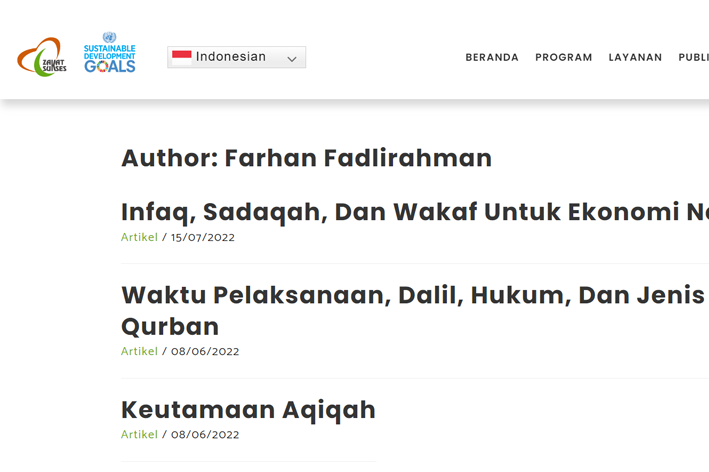 ZAKAT
SUKSES
SUSTAINABLE
DEVELOPMENT
GOALS
Indonesian
BERANDA PROGRAM LAYANAN PUBLI
Author: Farhan Fadlirahman
Infaq, Sadaqah, Dan Wakaf Untuk Ekonomi
Artikel / 15/07/2022
Waktu Pelaksanaan, Dalil, Hukum, Dan Jenis
Qurban
Artikel / 08/06/2022
Keutamaan Aqiqah
Artikel / 08/06/2022